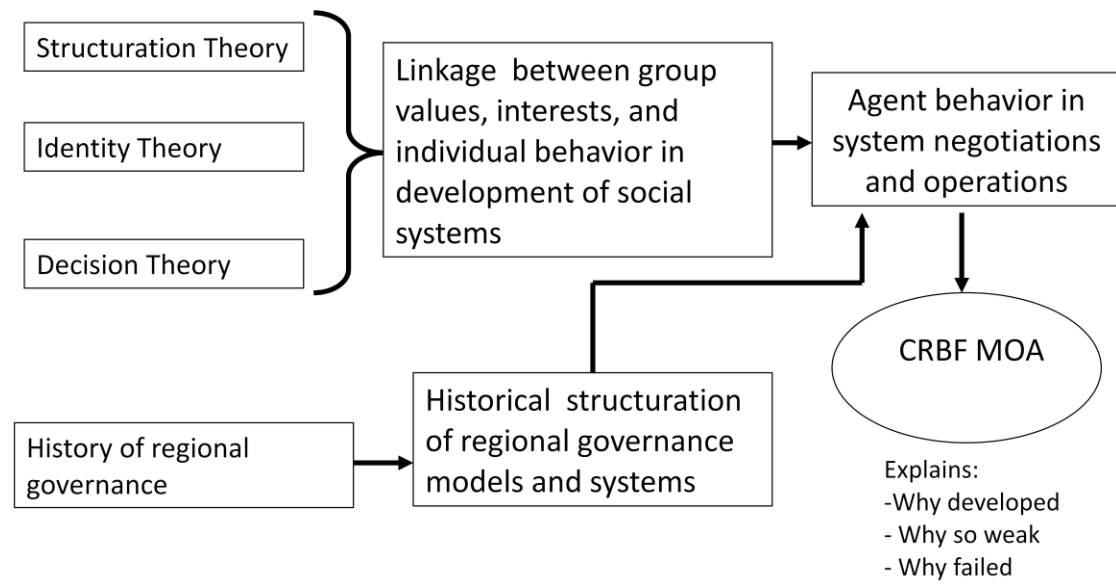 Structuration Theory
Identity Theory
Decision Theory
Linkage between group
values, interests, and
individual behavior in
development of social
systems
Agent behavior in
system negotiations
and operations
History of regional
governance
Historical structuration
of regional governance
models and systems
CRBF MOA
Explains:
-Why developed
- Why so weak
- Why failed